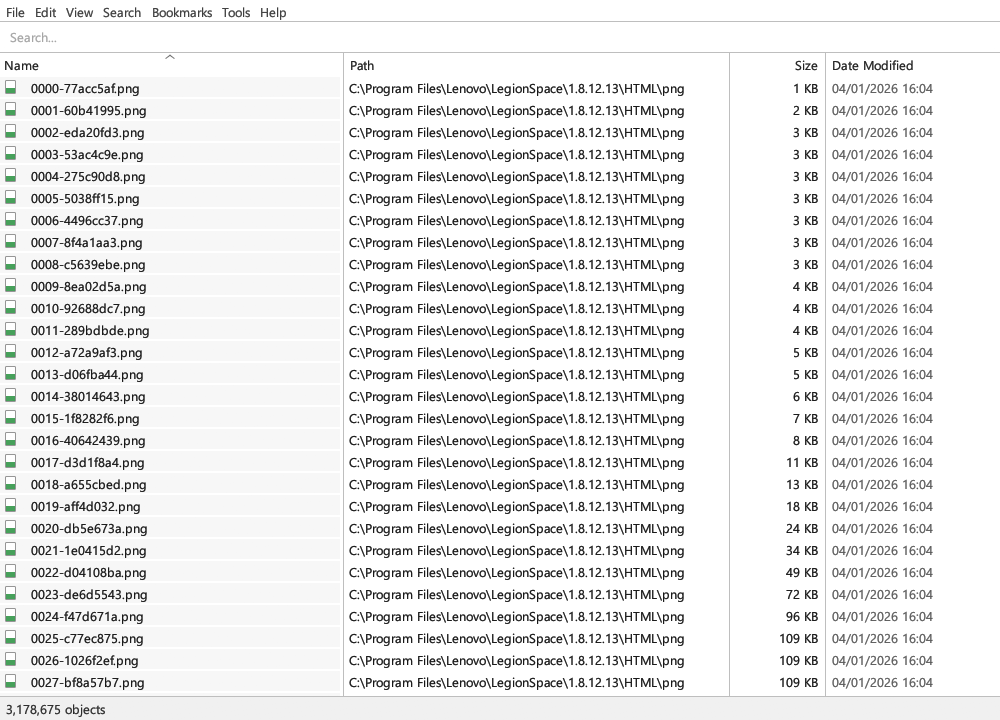 File Edit View Search Bookmarks Tools Help
Search...
Name Path Size Date Modified
0000-77acc5af.png C:\Program Files\Lenovo\LegionSpace\1.8.12.13\HTML\png 1 KB 04/01/2026 16:04
0001-60b41995.png C:\Program Files\Lenovo\LegionSpace\1.8.12.13\HTML\png 2 KB 04/01/2026 16:04
0002-eda20fd3.png C:\Program Files\Lenovo\LegionSpace\1.8.12.13\HTML\png 3 KB 04/01/2026 16:04
0003-53ac4c9e.png C:\Program Files\Lenovo\LegionSpace\1.8.12.13\HTML\png 3 KB 04/01/2026 16:04
0004-275c90d8.png C:\Program Files\Lenovo\LegionSpace\1.8.12.13\HTML\png 3 KB 04/01/2026 16:04
0005-5038ff15.png C:\Program Files\Lenovo\LegionSpace\1.8.12.13\HTML\png 3 KB 04/01/2026 16:04
0006-4496cc37.png C:\Program Files\Lenovo\LegionSpace\1.8.12.13\HTML\png 3 KB 04/01/2026 16:04
0007-8f4a1aa3.png C:\Program Files\Lenovo\LegionSpace\1.8.12.13\HTML\png 3 KB 04/01/2026 16:04
0008-c5639ebe.png C:\Program Files\Lenovo\LegionSpace\1.8.12.13\HTML\png 3 KB 04/01/2026 16:04
0009-8ea02d5a.png C:\Program Files\Lenovo\LegionSpace\1.8.12.13\HTML\png 4 KB 04/01/2026 16:04
0010-92688dc7.png C:\Program Files\Lenovo\LegionSpace\1.8.12.13\HTML\png 4 KB 04/01/2026 16:04
0011-289bdbde.png C:\Program Files\Lenovo\LegionSpace\1.8.12.13\HTML\png 4 KB 04/01/2026 16:04
0012-a72a9af3.png C:\Program Files\Lenovo\LegionSpace\1.8.12.13\HTML\png 5 KB 04/01/2026 16:04
0013-d06fba44.png C:\Program Files\Lenovo\LegionSpace\1.8.12.13\HTML\png 5 KB 04/01/2026 16:04
0014-38014643.png C:\Program Files\Lenovo\LegionSpace\1.8.12.13\HTML\png 6 KB 04/01/2026 16:04
0015-1f8282f6.png C:\Program Files\Lenovo\LegionSpace\1.8.12.13\HTML\png 7 KB 04/01/2026 16:04
0016-40642439.png C:\Program Files\Lenovo\LegionSpace\1.8.12.13\HTML\png 8 KB 04/01/2026 16:04
0017-d3d1f8a4.png C:\Program Files\Lenovo\LegionSpace\1.8.12.13\HTML\png 11 KB 04/01/2026 16:04
0018-a655cbed.png C:\Program Files\Lenovo\LegionSpace\1.8.12.13\HTML\png 13 KB 04/01/2026 16:04
0019-aff4d032.png C:\Program Files\Lenovo\LegionSpace\1.8.12.13\HTML\png 18 KB 04/01/2026 16:04
0020-db5e673a.png C:\Program Files\Lenovo\LegionSpace\1.8.12.13\HTML\png 24 KB 04/01/2026 16:04
0021-1e0415d2.png C:\Program Files\Lenovo\LegionSpace\1.8.12.13\HTML\png 34 KB 04/01/2026 16:04
0022-d04108ba.png C:\Program Files\Lenovo\LegionSpace\1.8.12.13\HTML\png 49 KB 04/01/2026 16:04
0023-de6d5543.png C:\Program Files\Lenovo\LegionSpace\1.8.12.13\HTML\png 72 KB 04/01/2026 16:04
0024-f47d671a.png C:\Program Files\Lenovo\LegionSpace\1.8.12.13\HTML\png 96 KB 04/01/2026 16:04
0025-c77ec875.png C:\Program Files\Lenovo\LegionSpace\1.8.12.13\HTML\png 109 KB 04/01/2026 16:04
0026-1026f2ef.png C:\Program Files\Lenovo\LegionSpace\1.8.12.13\HTML\png 109 KB 04/01/2026 16:04
0027-bf8a57b7.png C:\Program Files\Lenovo\LegionSpace\1.8.12.13\HTML\png 109 KB 04/01/2026 16:04
3,178,675 objects